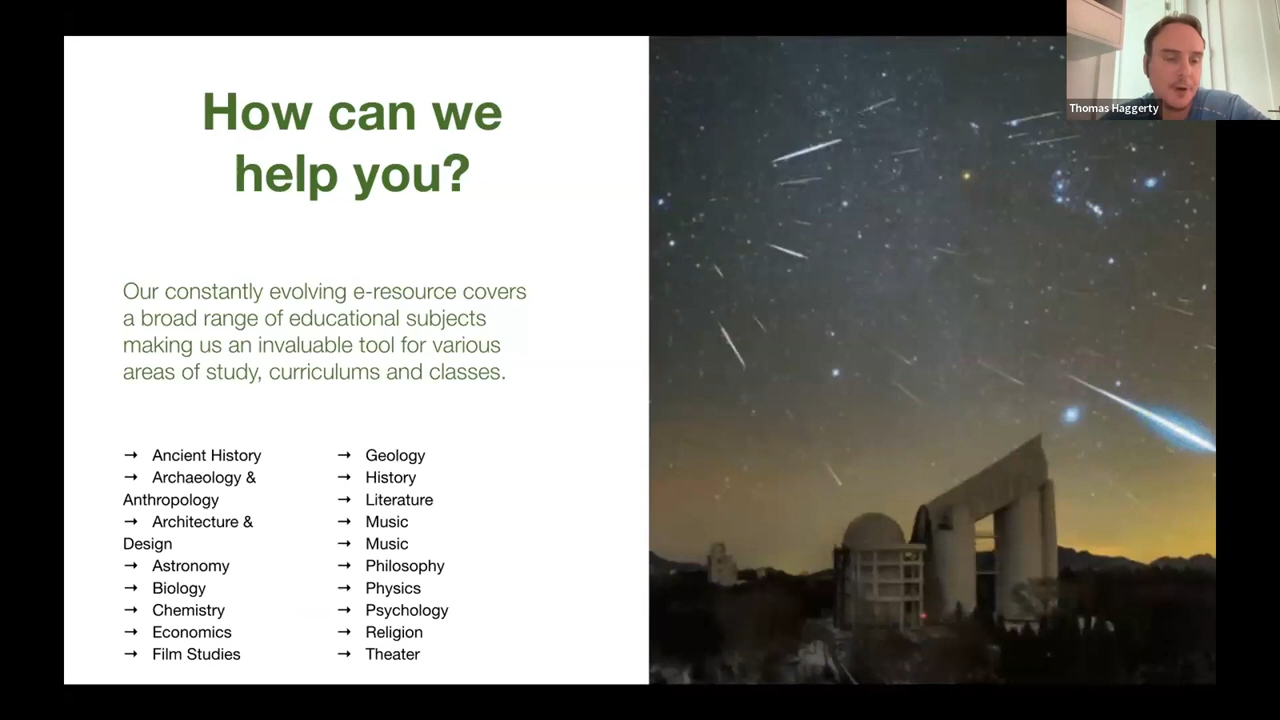 How can we
help you?
Our constantly evolving e-resource covers
a broad range of educational subjects
making us an invaluable tool for various
areas of study, curriculums and classes.
→ Ancient History
→ Archaeology &
Anthropology
→ Architecture &
Design
→ Astronomy
→ Biology
→ Chemistry
→ Economics
→ Film Studies
→ Geology
→ History
→ Literature
→ Music
→ Music
→ Philosophy
→ Physics
→ Psychology
→ Religion
→ Theater
Thomas Haggerty